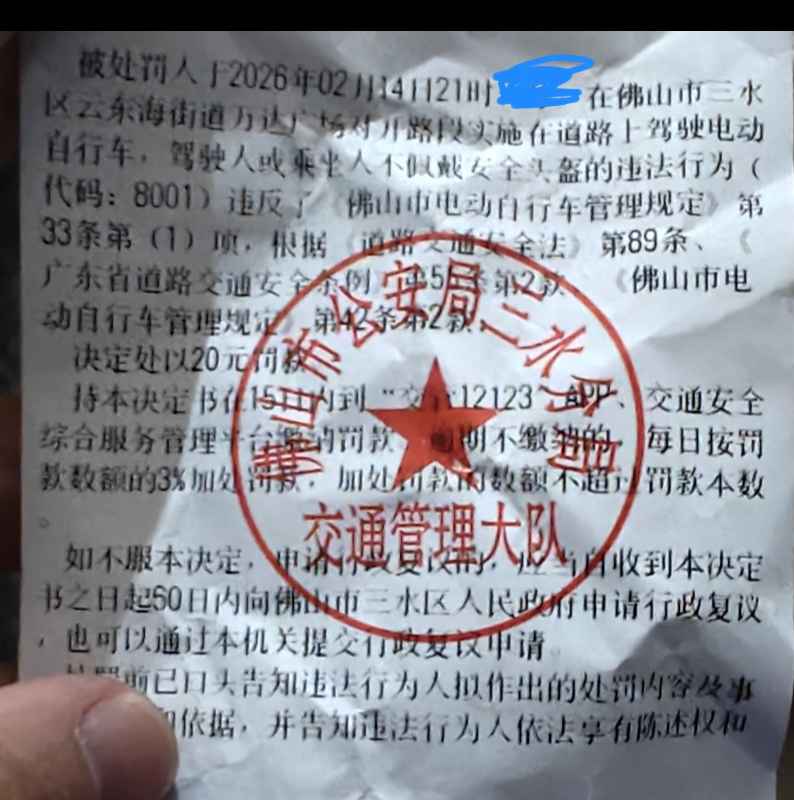 被处罚人于2026年02月14日21时 在佛山市三水
区云东海街道万达广场对开路段实施在道路上驾驶电动
自行车，驾驶人或乘坐人不佩戴安全头盔的违法行为（
代码：8001）违反了《佛山市电动自行车管理规定》第
33条第（1）项，根据《道路交通安全法》第89条、《
广东省道路交通安全条例》第 条第2款、《佛山市电
动自行车管理规定》第42条第2款，
决定处以20元罚款
持本决定书在15日内到“交管12123”APP、交通安全
综合服务管理平台缴纳罚款。逾期不缴纳的，每日按罚
款数额的3%加处罚款，加处罚款的数额不超过罚款本数
。
如不服本决定，申请行政复议的，应当自收到本决定
书之日起60日内向佛山市三水区人民政府申请行政复议
，也可以通过本机关提交行政复议申请。
处罚前已口头告知违法行为人拟作出的处罚内容及事
和依据，并告知违法行为人依法享有陈述权和
佛山市公安局三水分局
交通管理大队